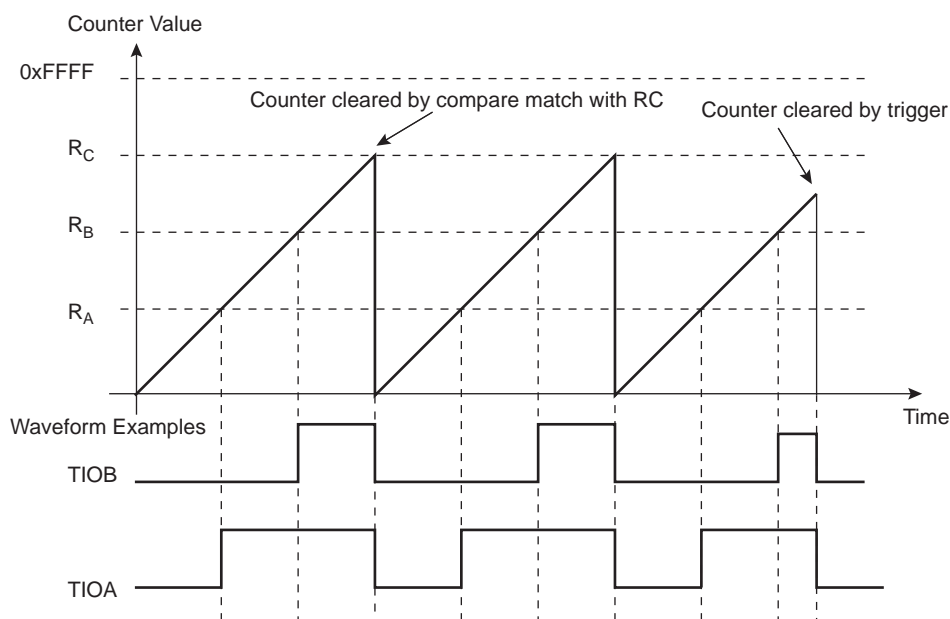 Counter Value
0xFFFF
Counter cleared by compare match with RC
Counter cleared by trigger
RC
RB
RA
Time
Waveform Examples
TIOB
TIOA